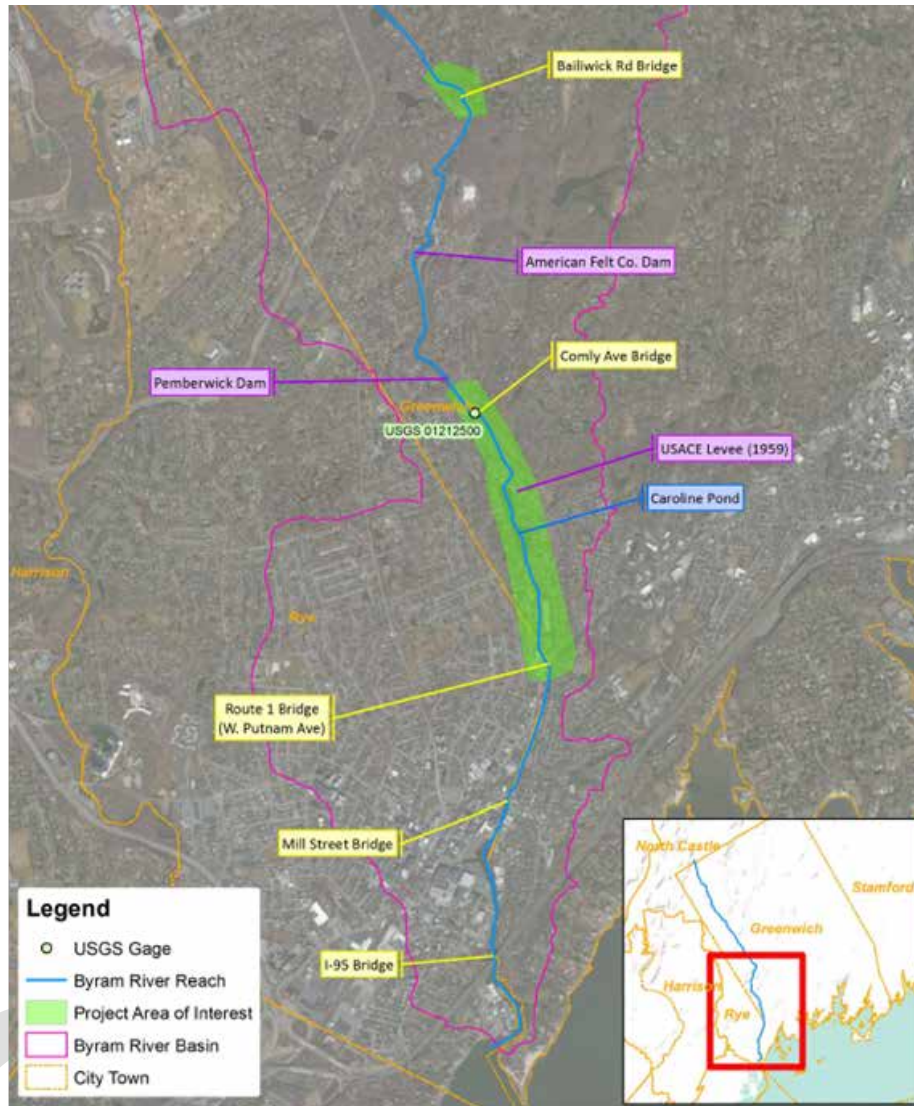 Bailiwick Rd Bridge
American Felt Co. Dam
Comly Ave Bridge
Pemberwick Dam
Greenwich
USGS 01212500
USACE Levee (1959)
Caroline Pond
Harrison
Rye
Route 1 Bridge
(W. Putnam Ave)
Mill Street Bridge
I-95 Bridge
Legend
USGS Gage
Byram River Reach
Project Area of Interest
Byram River Basin
City Town
North Castle
Stamford
Greenwich
Harrison
Rye